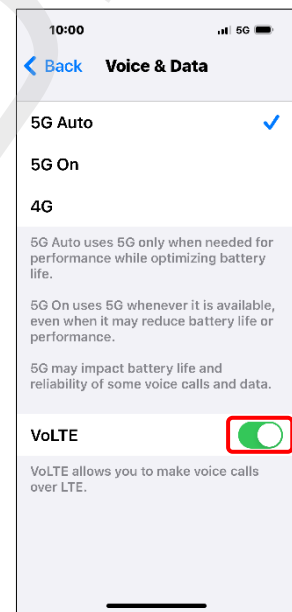 10:00 5G
Back Voice & Data
5G Auto
5G On
4G
5G Auto uses 5G only when needed for
performance while optimizing battery
life.
5G On uses 5G whenever it is available,
even when it may reduce battery life or
performance.
5G may impact battery life and
reliability of some voice calls and data.
VoLTE
VoLTE allows you to make voice calls
over LTE.